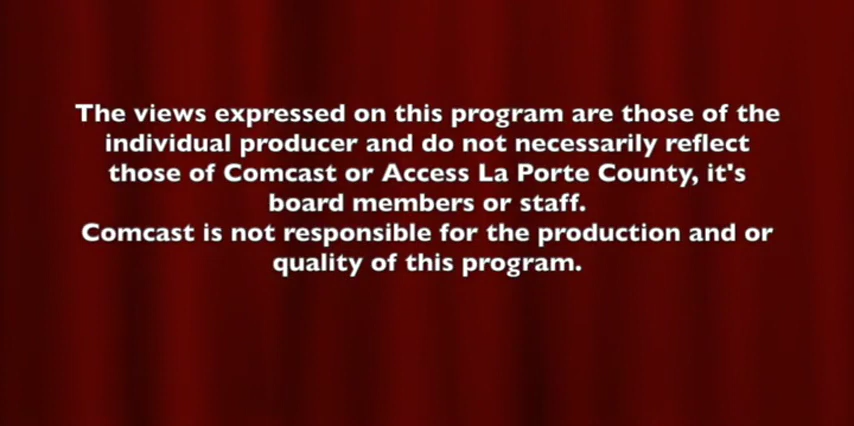 The views expressed on this program are those of the
individual producer and do not necessarily reflect
those of Comcast or Access La Porte County, it's
board members or staff.
Comcast is not responsible for the production and or
quality of this program.